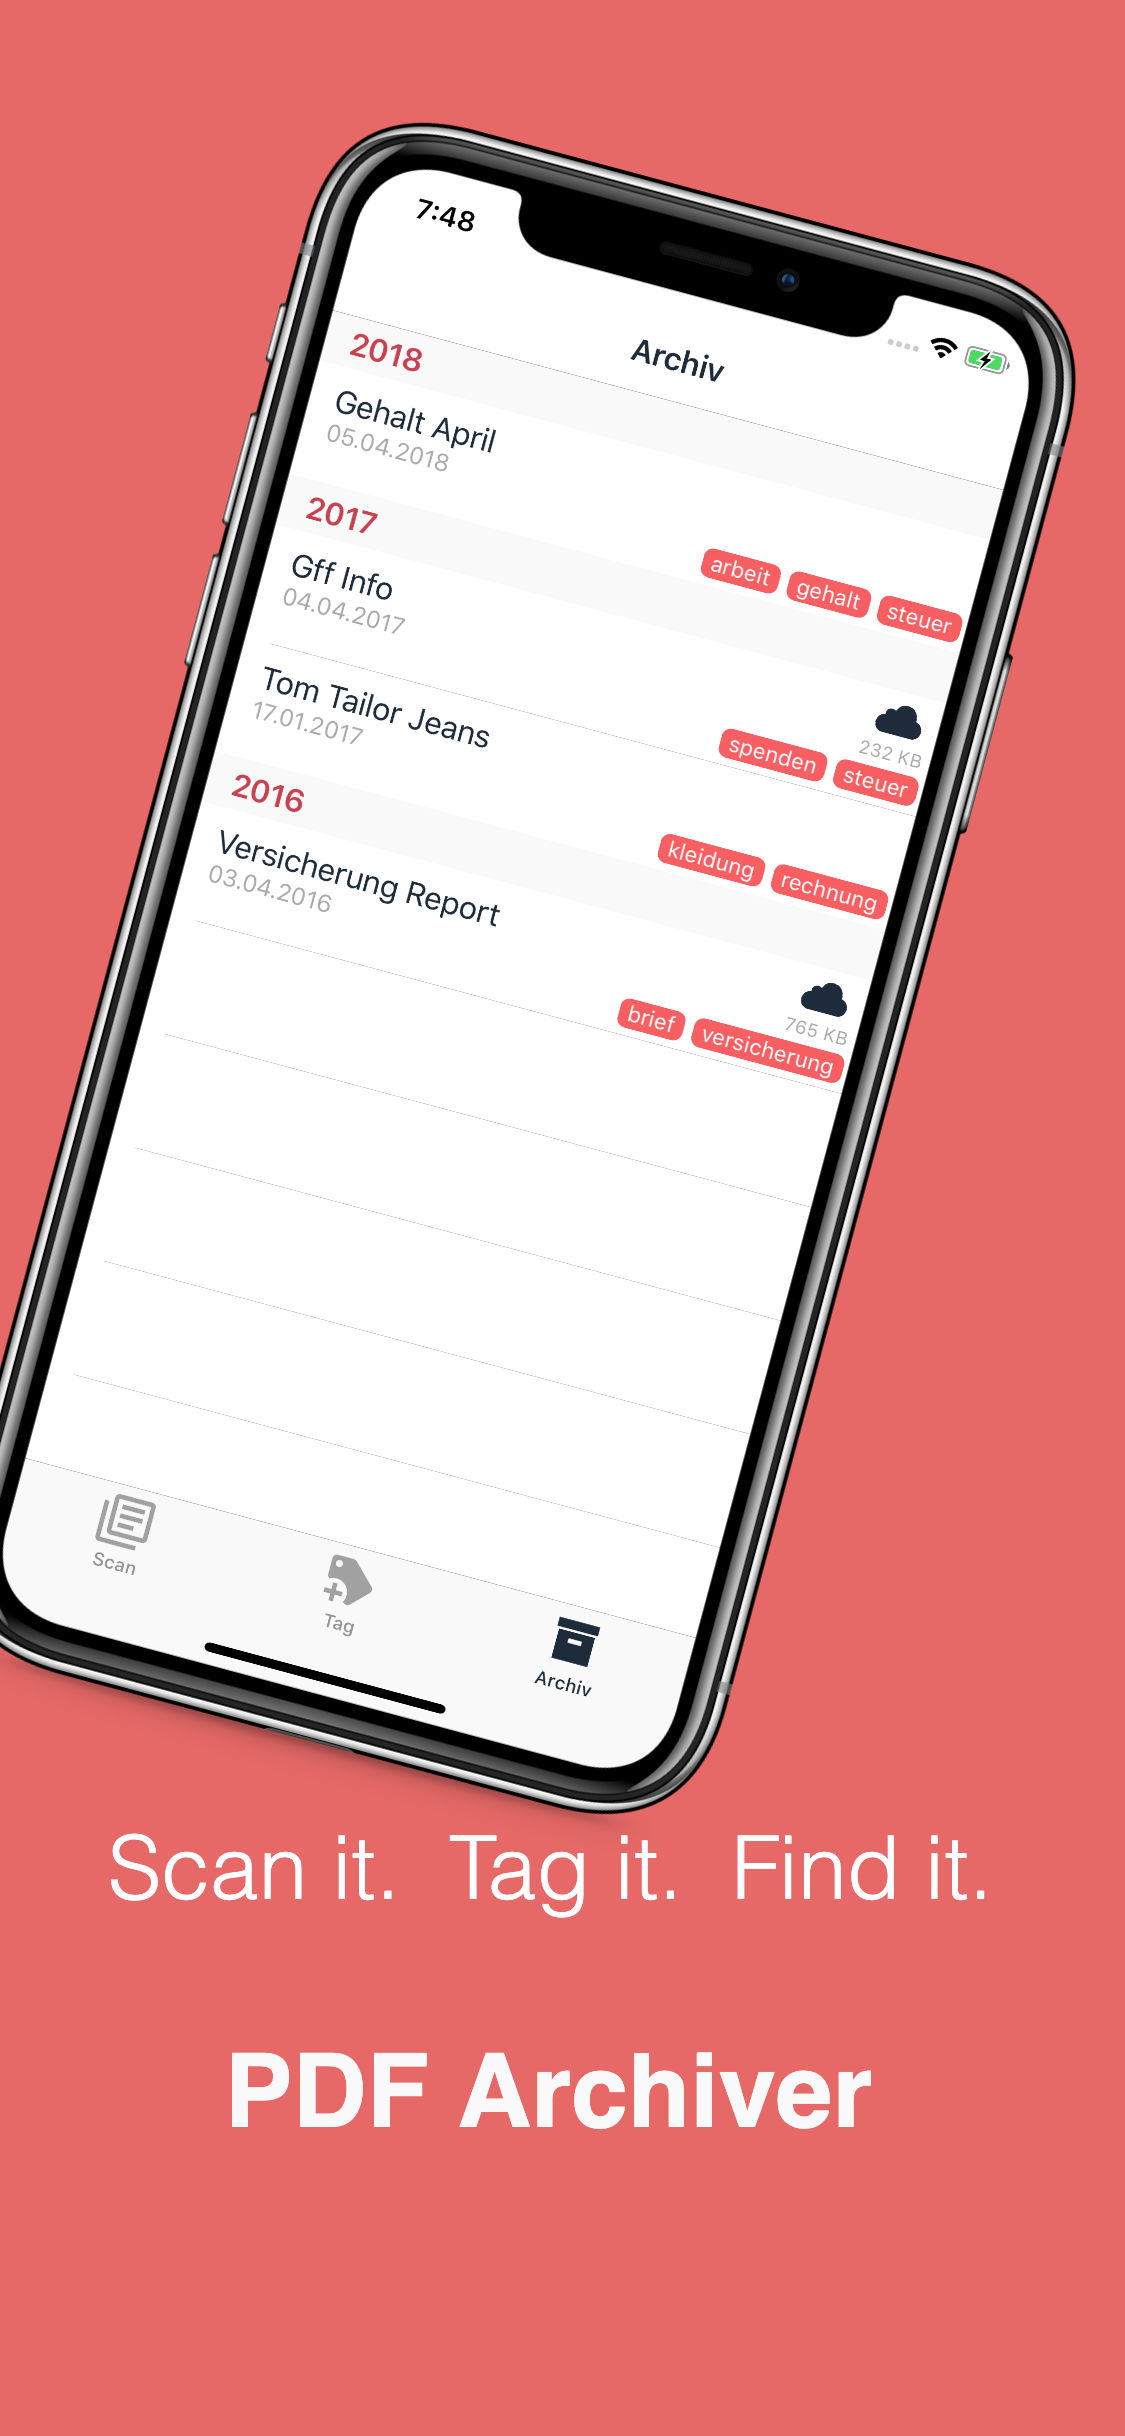 7:48
Archiv
2018
Gehalt April
05.04.2018
arbeit gehalt steuer
2017
Gff Info
04.04.2017
232 KB
spenden steuer
Tom Tailor Jeans
17.01.2017
kleidung rechnung
2016
Versicherung Report
03.04.2016
765 KB
brief versicherung
Scan
Tag
Archiv
Scan it. Tag it. Find it.
PDF Archiver